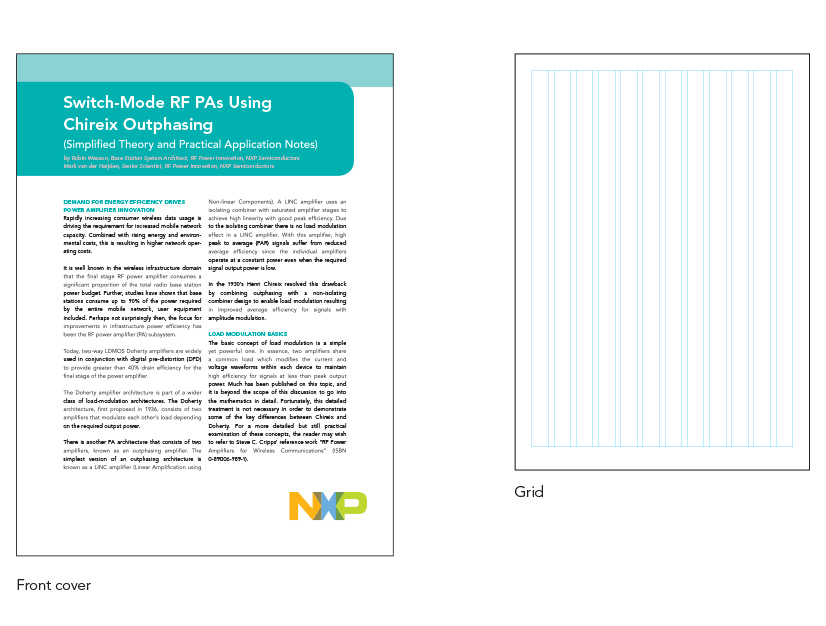 Switch-Mode RF PAs Using
Chireix Outphasing
(Simplified Theory and Practical Application Notes)
by Robin Wesson, Base Station System Architect, RF Power Innovation, NXP Semiconductors
Mark van der Heijden, Senior Scientist, RF Power Innovation, NXP Semiconductors
DEMAND FOR ENERGY EFFICIENCY DRIVES
POWER AMPLIFIER INNOVATION
Rapidly increasing consumer wireless data usage is
driving the requirement for increased mobile network
capacity. Combined with rising energy and environ-
mental costs, this is resulting in higher network oper-
ating costs.
It is well known in the wireless infrastructure domain
that the final stage RF power amplifier consumes a
significant proportion of the total radio base station
power budget. Further, studies have shown that base
stations consume up to 90% of the power required
by the entire mobile network, user equipment
included. Perhaps not surprisingly then, the focus for
improvements in infrastructure power efficiency has
been the RF power amplifier (PA) subsystem.
Today, two-way LDMOS Doherty amplifiers are widely
used in conjunction with digital pre-distortion (DPD)
to provide greater than 40% drain efficiency for the
final stage of the power amplifier.
The Doherty amplifier architecture is part of a wider
class of load-modulation architectures. The Doherty
architecture, first proposed in 1936, consists of two
amplifiers that modulate each other's load depending
on the required output power.
There is another PA architecture that consists of two
amplifiers, known as an outphasing amplifier. The
simplest version of an outphasing architecture is
known as a LINC amplifier (Linear Amplification using
Non-linear Components). A LINC amplifier uses an
isolating combiner with saturated amplifier stages to
achieve high linearity with good peak efficiency. Due
to the isolating combiner there is no load modulation
effect in a LINC amplifier. With this amplifier, high
peak to average (PAR) signals suffer from reduced
average efficiency since the individual amplifiers
operate at a constant power even when the required
signal output power is low.
In the 1930's Henri Chireix resolved this drawback
by combining outphasing with a non-isolating
combiner design to enable load modulation resulting
in improved average efficiency for signals with
amplitude modulation.
LOAD MODULATION BASICS
The basic concept of load modulation is a simple
yet powerful one. In essence, two amplifiers share
a common load which modifies the current and
voltage waveforms within each device to maintain
high efficiency for signals at less than peak output
power. Much has been published on this topic, and
it is beyond the scope of this discussion to go into
the mathematics in detail. Fortunately, this detailed
treatment is not necessary in order to demonstrate
some of the key differences between Chireix and
Doherty. For a more detailed but still practical
examination of these concepts, the reader may wish
to refer to Steve C. Cripps' reference work "RF Power
Amplifiers for Wireless Communications" (ISBN
0-89006-989-1).
NXP
Front cover
Grid